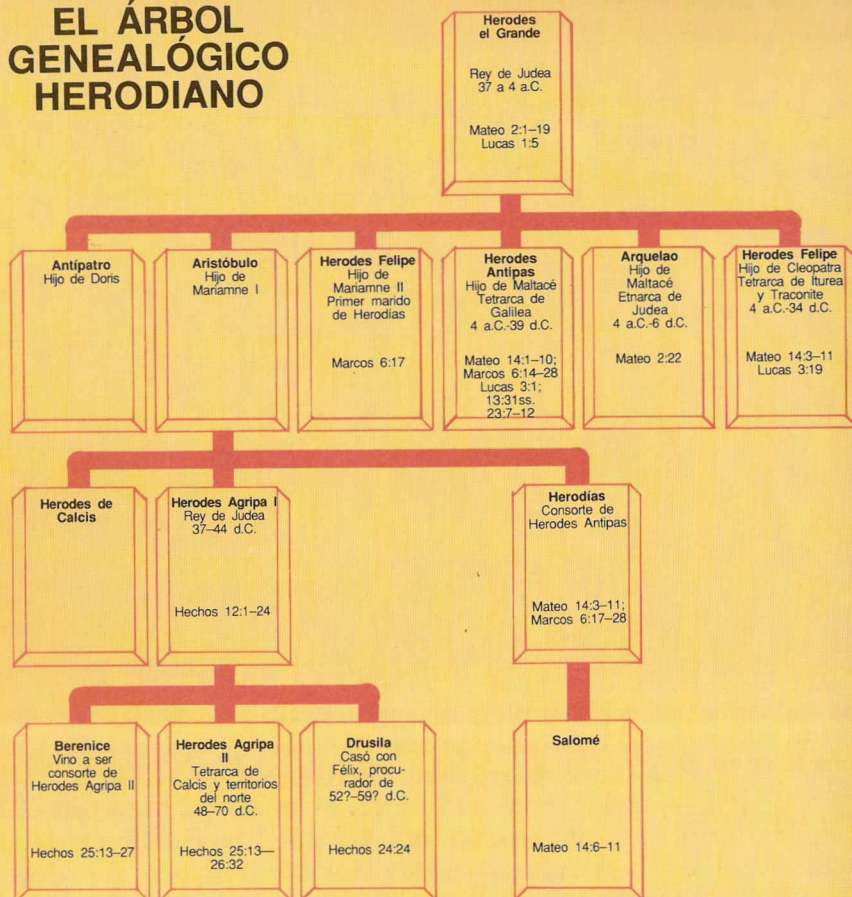 EL ÁRBOL
GENEALÓGICO
HERODIANO
Herodes
el Grande
Rey de Judea
37 a 4 a.C.
Mateo 2:1–19
Lucas 1:5
Antípatro
Hijo de Doris
Aristóbulo
Hijo de
Mariamne I
Herodes Felipe
Hijo de
Mariamne II
Primer marido
de Herodías
Marcos 6:17
Herodes
Antipas
Hijo de Maltacé
Tetrarca de
Galilea
4 a.C.-39 d.C.
Mateo 14:1–10;
Marcos 6:14–28
Lucas 3:1;
13:31ss.
23:7–12
Arquelao
Hijo de
Maltacé
Etnarca de
Judea
4 a.C.-6 d.C.
Mateo 2:22
Herodes Felipe
Hijo de Cleopatra
Tetrarca de Iturea
y Traconite
4 a.C.-34 d.C.
Mateo 14:3–11
Lucas 3:19
Herodes de
Calcis
Herodes Agripa I
Rey de Judea
37–44 d.C.
Hechos 12:1–24
Herodías
Consorte de
Herodes Antipas
Mateo 14:3–11;
Marcos 6:17–28
Berenice
Vino a ser
consorte de
Herodes Agripa II
Hechos 25:13–27
Herodes Agripa
II
Tetrarca de
Calcis y territorios
del norte
48–70 d.C.
Hechos 25:13—
26:32
Drusila
Casó con
Félix, procu-
rador de
52?–59? d.C.
Hechos 24:24
Salomé
Mateo 14:6–11